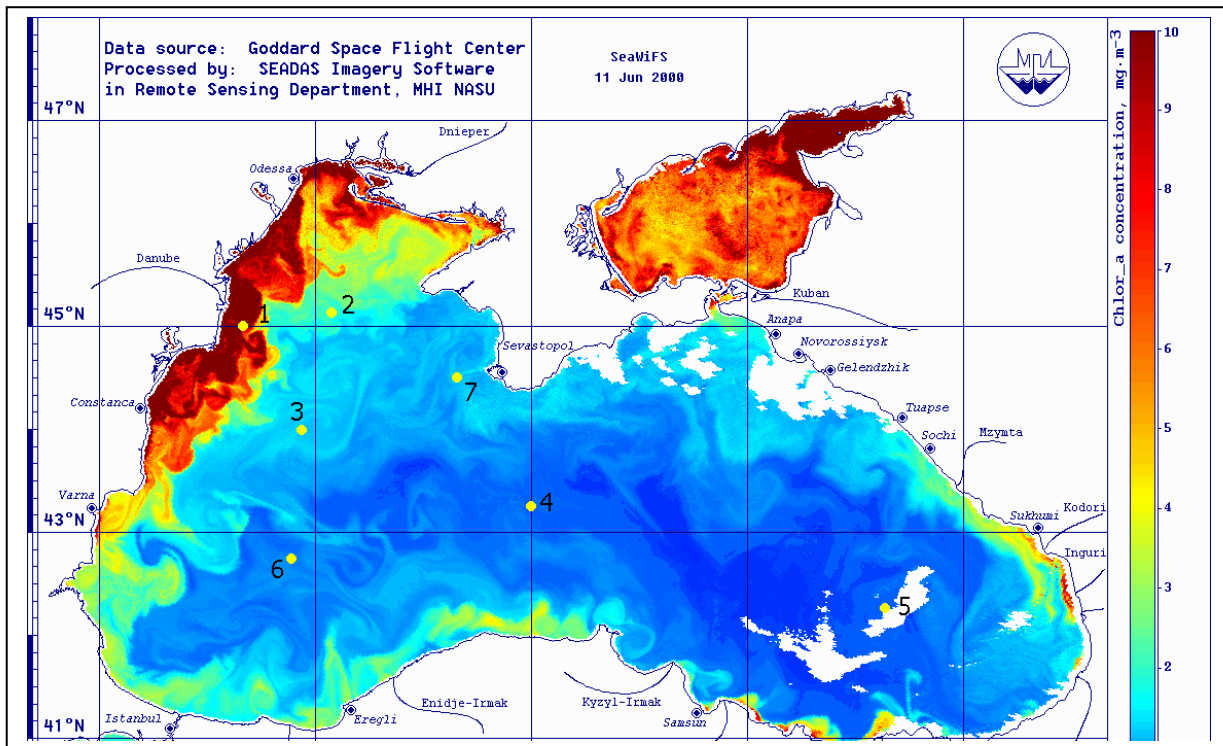 Data source: Goddard Space Flight Center
Processed by: SEADAS Imagery Software
in Remote Sensing Department, MHI NASU
SeaWiFS
11 Jun 2000
Chlor_a concentration, mg·m-3
10
9
8
7
6
5
4
3
2
47°N
45°N
43°N
41°N
Dnieper
Odessa
Danube
Kuban
Anapa
Novorossiysk
Gelendzhik
Sevastopol
Constanca
Tuapse
Sochi
Mzymta
Varna
Sukhumi
Kodori
Inguri
Istanbul
Eregli
Enidje-Irmak
Kyzyl-Irmak
Samsun
1
2
3
4
5
6
7